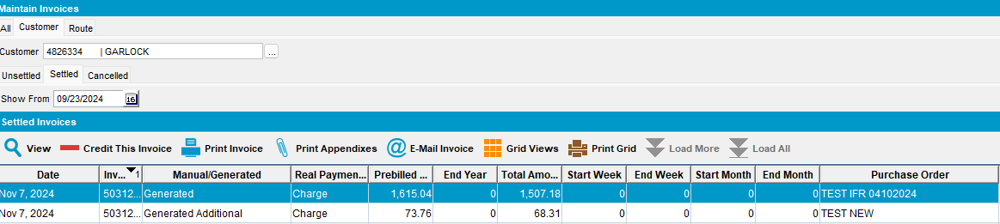 Maintain Invoices
All Customer Route
Customer 4826334 | GARLOCK ...
Unsettled Settled Cancelled
Show From 09/23/2024 16
Settled Invoices
View Credit This Invoice Print Invoice Print Appendixes E-Mail Invoice Grid Views Print Grid Load More Load All
Date Inv... 1 Manual/Generated Real Paymen... Prebilled ... End Year Total Amo... Start Week End Week Start Month End Month Purchase Order
Nov 7, 2024 50312... Generated Charge 1,615.04 0 1,507.18 0 0 0 0 TEST IFR 04102024
Nov 7, 2024 50312... Generated Additional Charge 73.76 0 68.31 0 0 0 0 TEST NEW